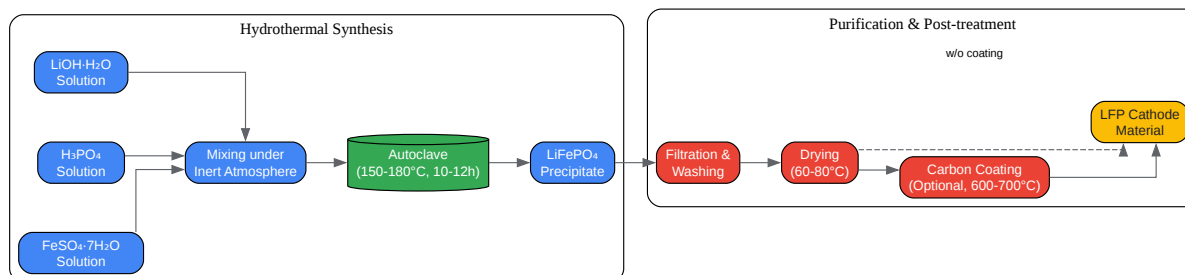 Hydrothermal Synthesis
LiOH·H₂O
Solution
H₃PO₄
Solution
FeSO₄·7H₂O
Solution
Mixing under
Inert Atmosphere
Autoclave
(150-180°C, 10-12h)
LiFePO₄
Precipitate
Purification & Post-treatment
w/o coating
Filtration &
Washing
Drying
(60-80°C)
Carbon Coating
(Optional, 600-700°C)
LFP Cathode
Material